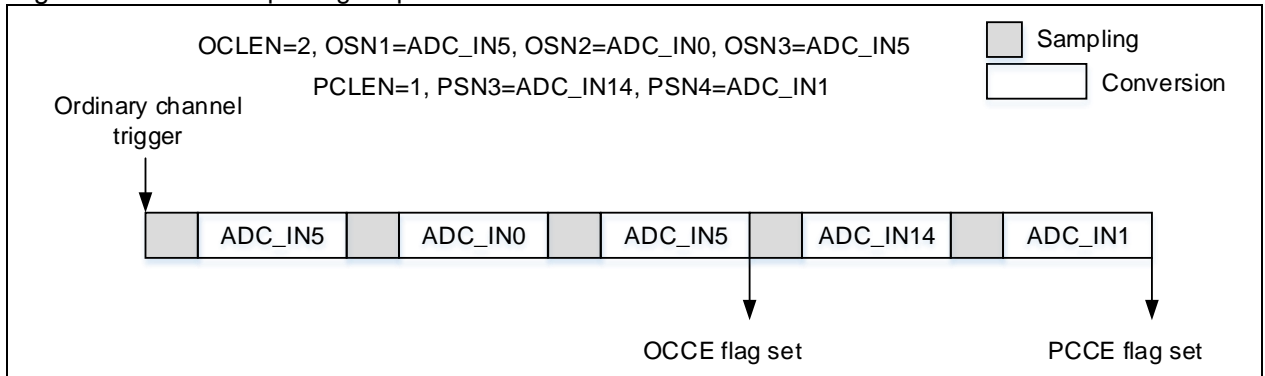 OCLEN=2, OSN1=ADC_IN5, OSN2=ADC_IN0, OSN3=ADC_IN5
PCLEN=1, PSN3=ADC_IN14, PSN4=ADC_IN1
Sampling
Conversion
Ordinary channel
trigger
ADC_IN5 ADC_IN0 ADC_IN5 ADC_IN14 ADC_IN1
OCCE flag set PCCE flag set